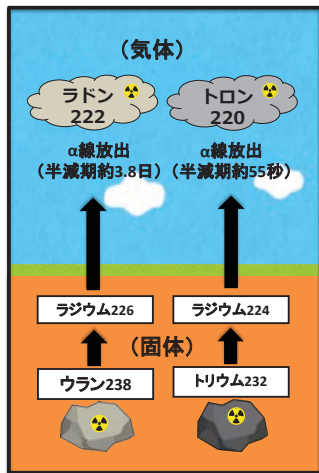 （気体）
ラドン
222
トロン
220
α線放出
（半減期約3.8日）
α線放出
（半減期約55秒）
ラジウム226
ラジウム224
（固体）
ウラン238
トリウム232